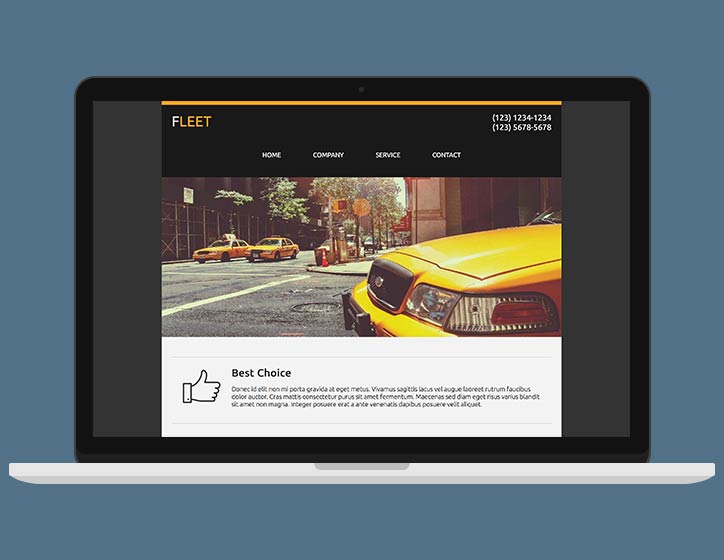 FLEET
(123) 1234-1234
(123) 5678-5678
HOME COMPANY SERVICE CONTACT
Best Choice
Donec id elit non mi porta gravida at eget metus. Vivamus sagittis lacus vel augue laoreet rutrum faucibus
dolor auctor. Cras mattis consectetur purus sit amet fermentum. Maecenas sed diam eget risus varius blandit
sit amet non magna. Integer posuere erat a ante venenatis dapibus posuere velit aliquet.